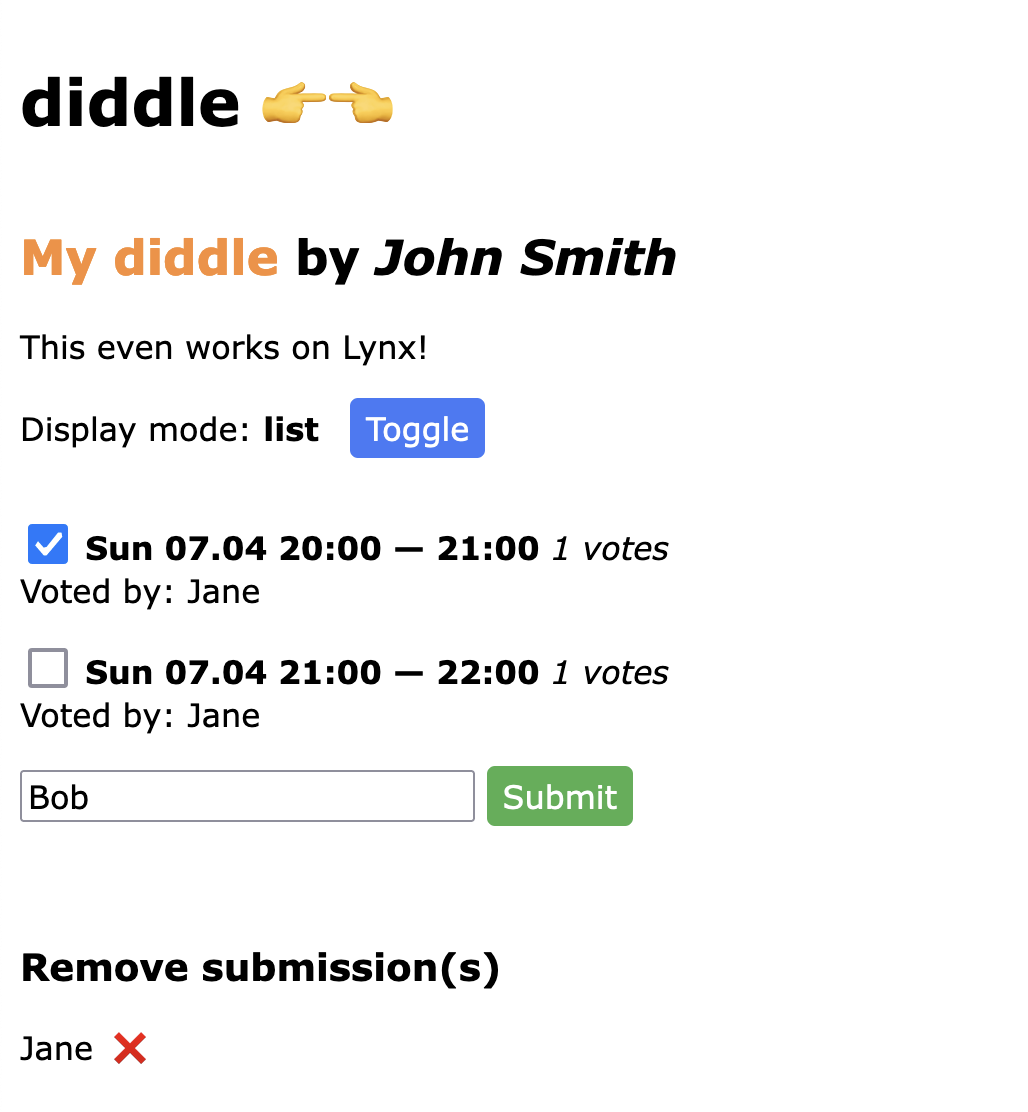 diddle 👉👈
My diddle by John Smith
This even works on Lynx!
Display mode: list Toggle
Sun 07.04 20:00 — 21:00 1 votes
Voted by: Jane
Sun 07.04 21:00 — 22:00 1 votes
Voted by: Jane
Bob Submit
Remove submission(s)
Jane ❌